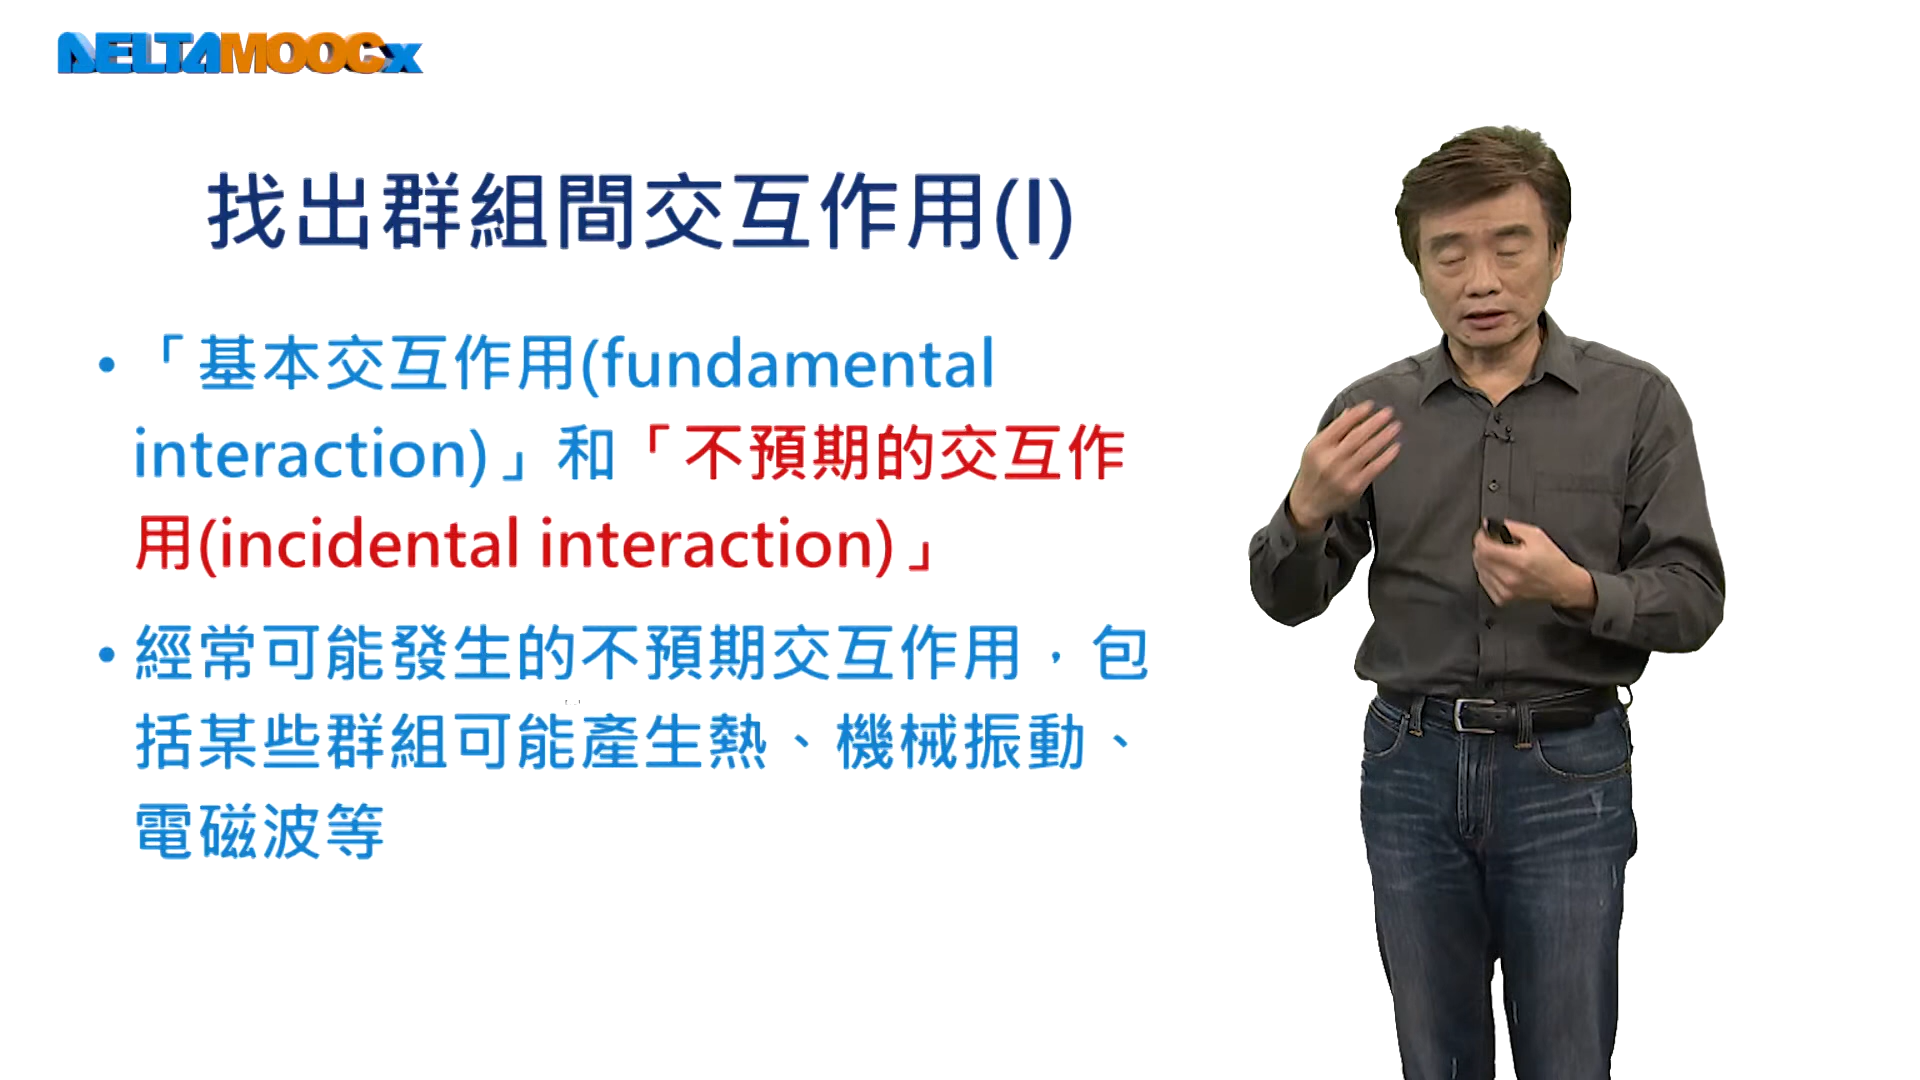 DELTAMOOCx
找出群組間交互作用(I)
•「基本交互作用(fundamental
interaction)」和「不預期的交互作
用(incidental interaction)」
•經常可能發生的不預期交互作用，包
括某些群組可能產生熱、機械振動、
電磁波等